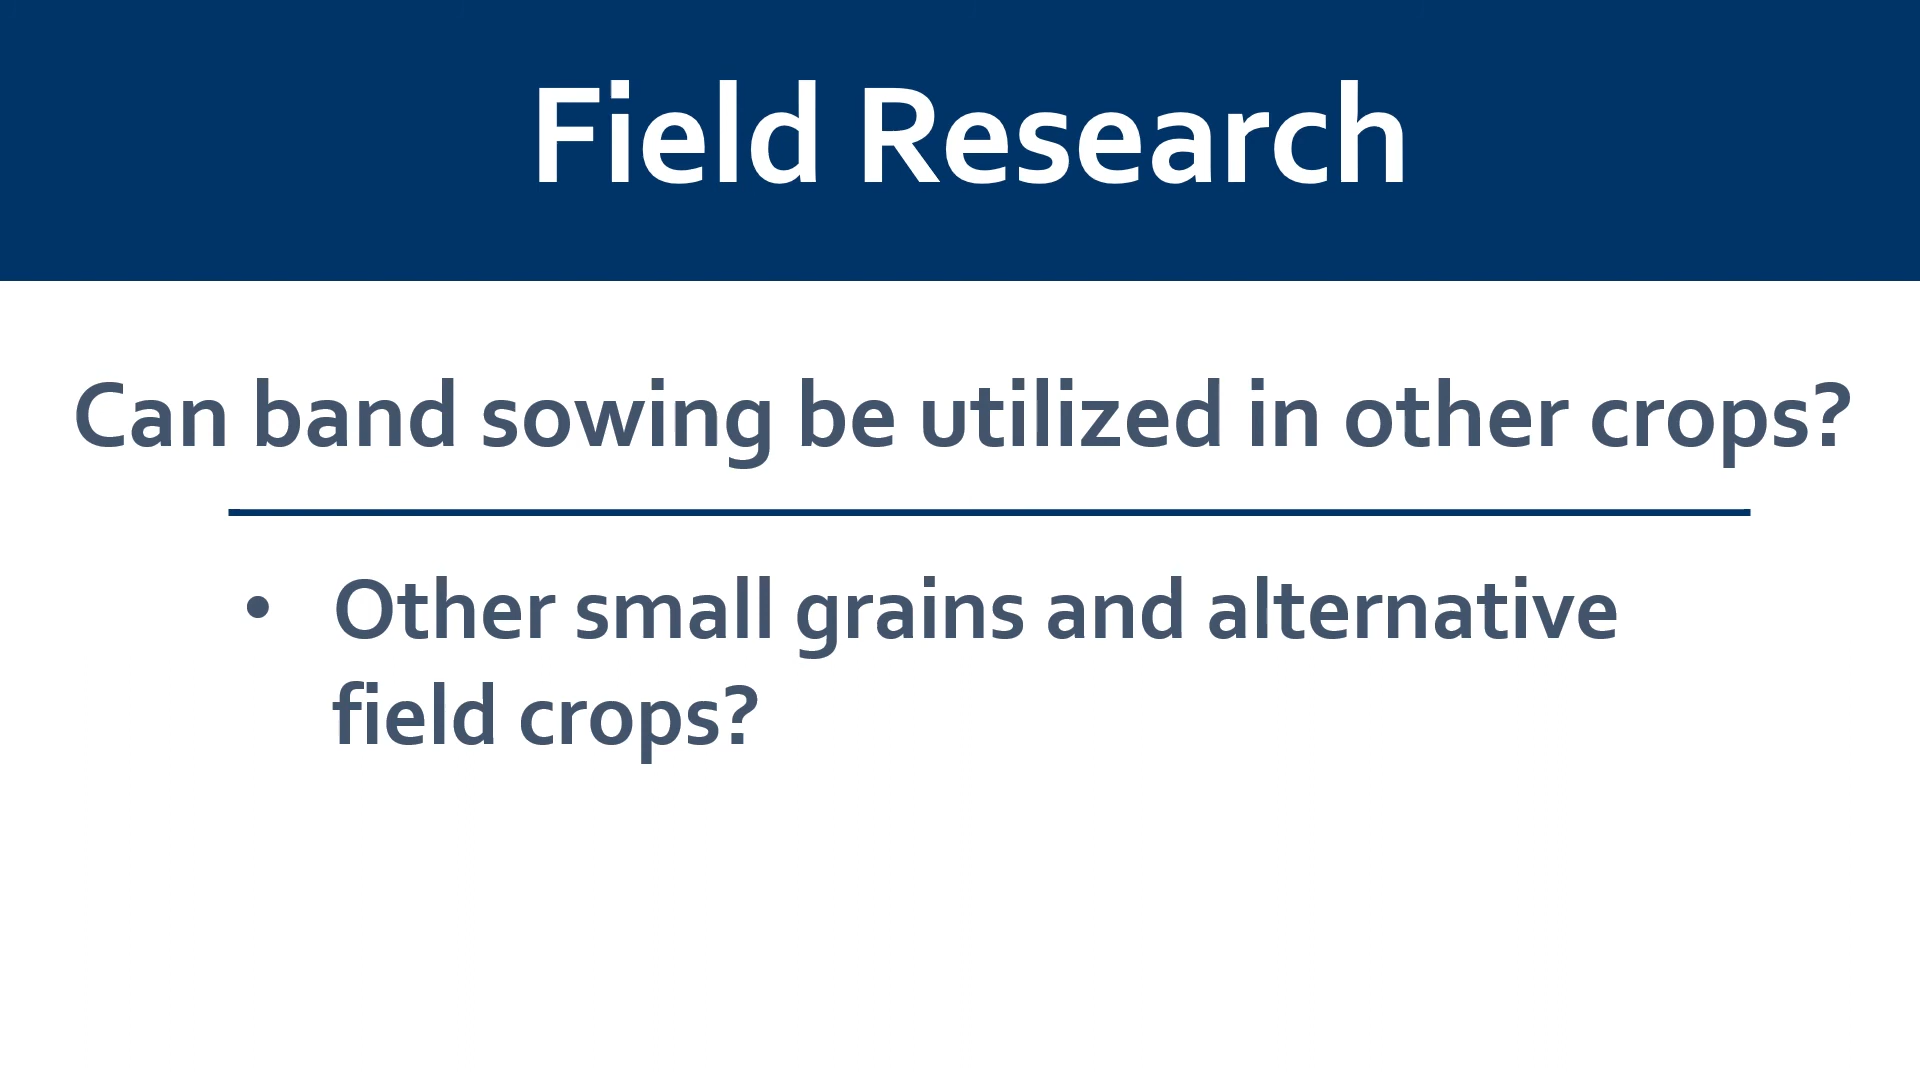 Field Research
Can band sowing be utilized in other crops?
• Other small grains and alternative
field crops?